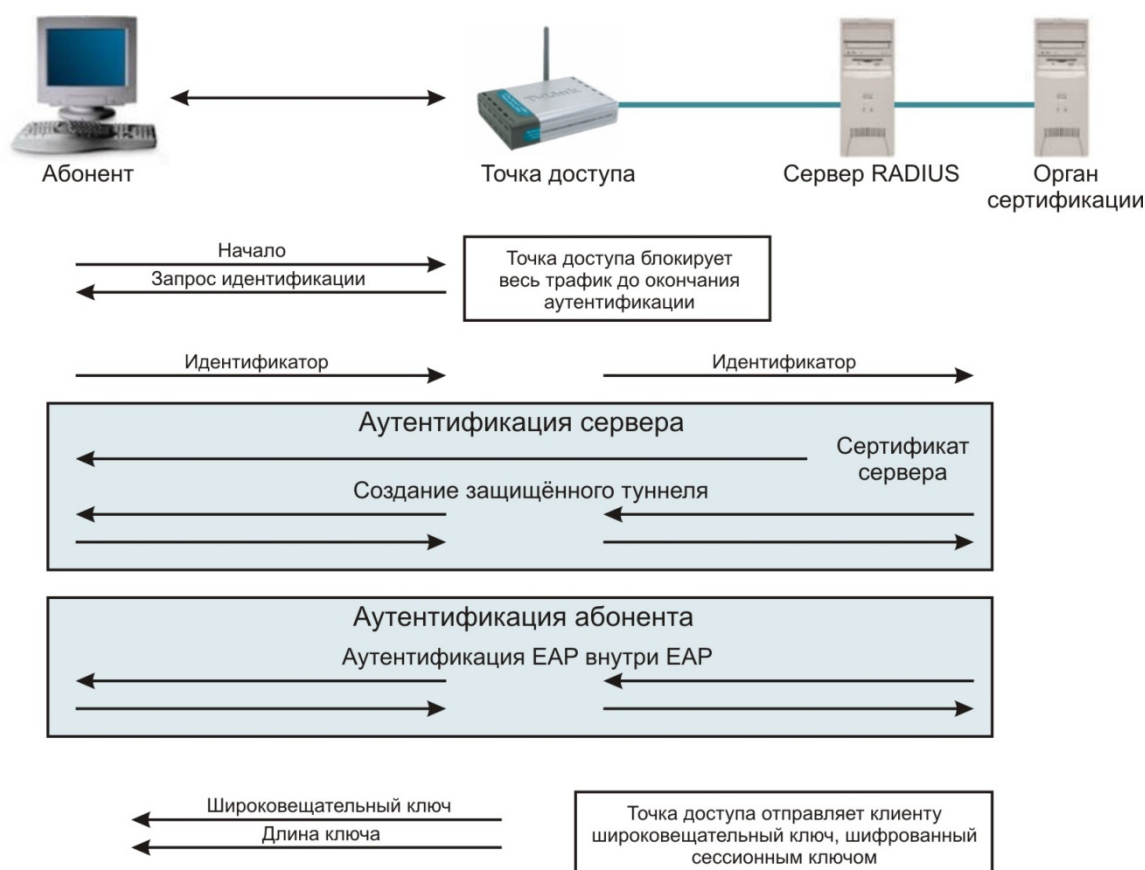 D-Link
Абонент
Точка доступа
Сервер RADIUS
Орган
сертификации
Начало
Запрос идентификации
Точка доступа блокирует
весь трафик до окончания
аутентификации
Идентификатор
Идентификатор
Аутентификация сервера
Сертификат
сервера
Создание защищённого туннеля
Аутентификация абонента
Аутентификация EAP внутри EAP
Широковещательный ключ
Длина ключа
Точка доступа отправляет клиенту
широковещательный ключ, шифрованный
сессионным ключом